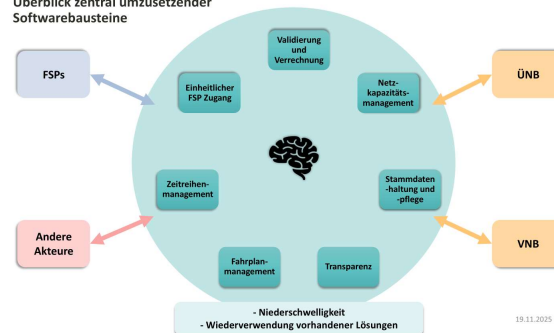 Überblick zentral umzusetzender
Softwarebausteine
Validierung
und
Verrechnung
FSPs
ÜNB
Einheitlicher
FSP Zugang
Netz-
kapazitäts-
management
Zeitreihen-
management
Stammdaten
-haltung und
-pflege
Andere
Akteure
VNB
Fahrplan-
management
Transparenz
- Niederschwelligkeit
- Wiederverwendung vorhandener Lösungen
19.11.2025